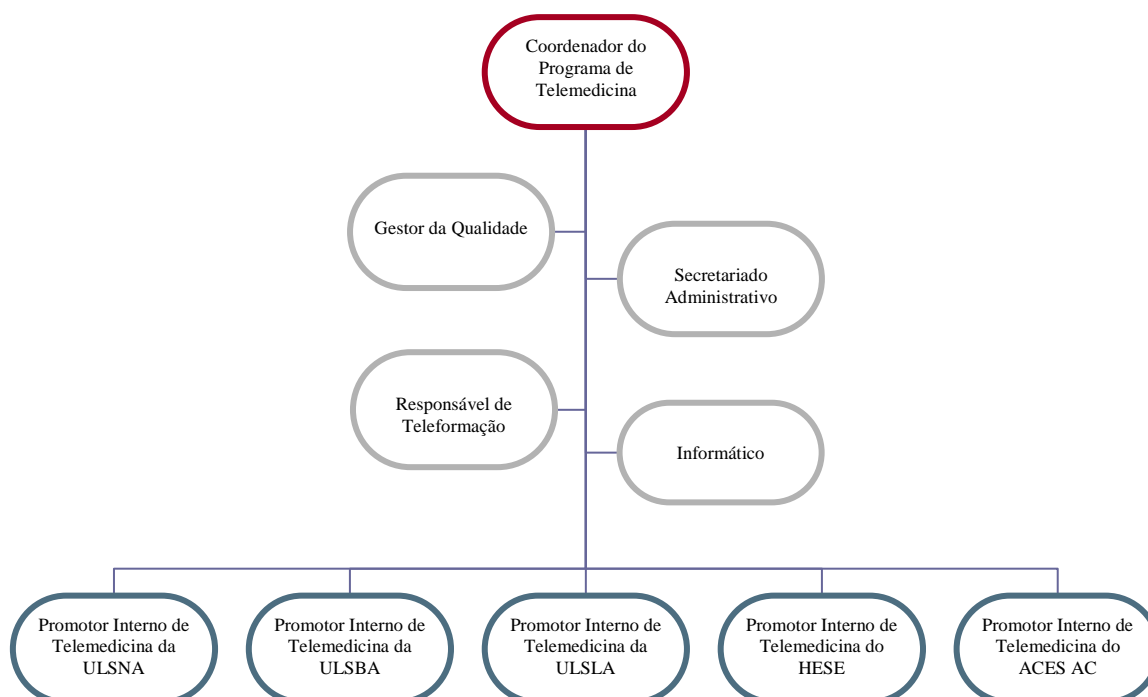 Coordenador do
Programa de
Telemedicina
Gestor da Qualidade
Secretariado
Administrativo
Responsável de
Teleformação
Informático
Promotor Interno de
Telemedicina da
ULSNA
Promotor Interno de
Telemedicina da
ULSBA
Promotor Interno de
Telemedicina da
ULSLA
Promotor Interno de
Telemedicina do
HESE
Promotor Interno de
Telemedicina do
ACES AC